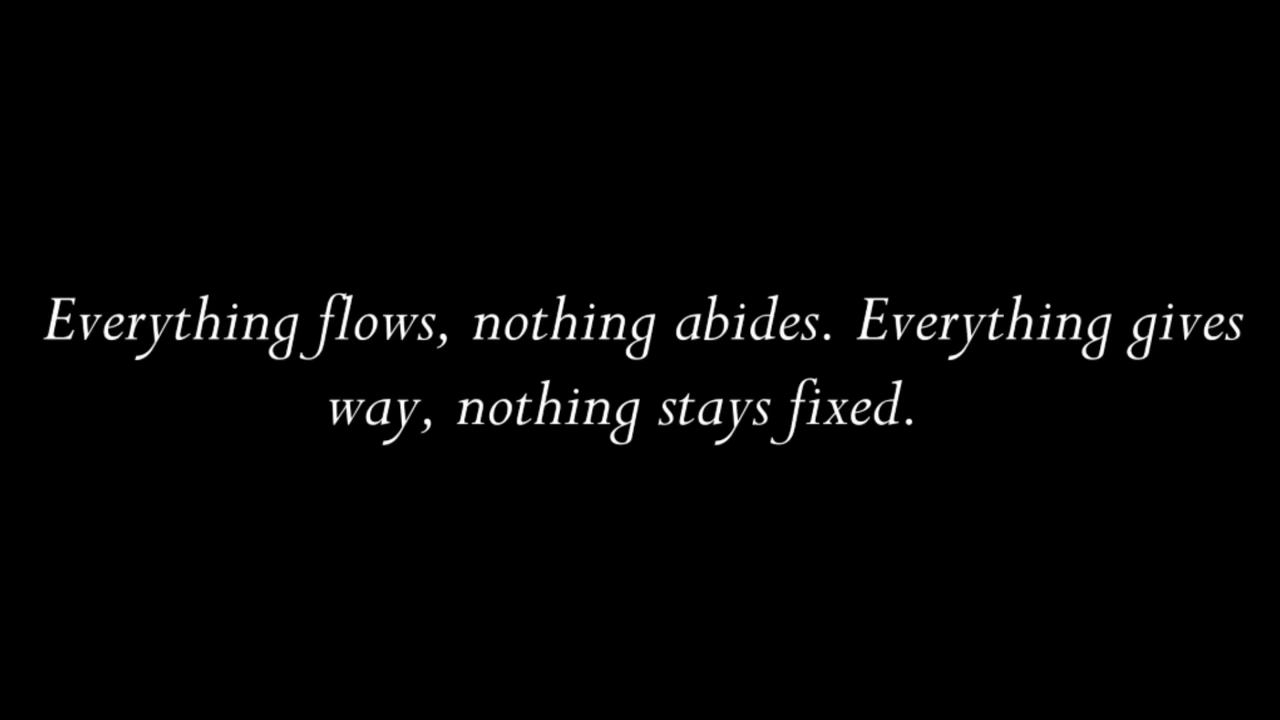 Everything flows, nothing abides. Everything gives
way, nothing stays fixed.